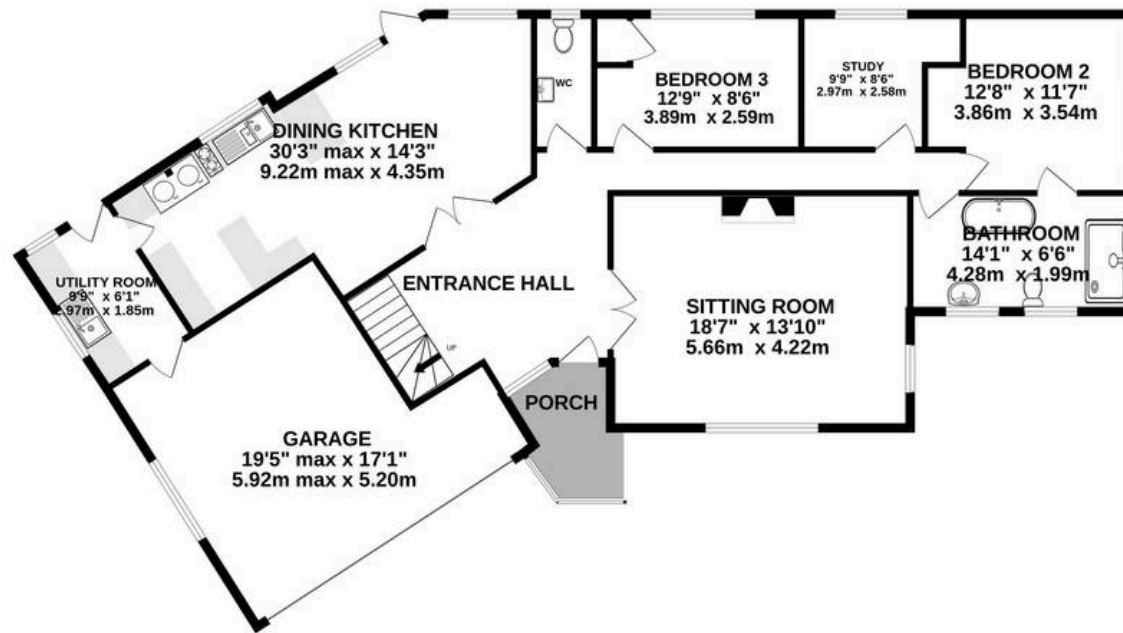 DINING KITCHEN
30'3" max x 14'3"
9.22m max x 4.35m
WC
BEDROOM 3
12'9" x 8'6"
3.89m x 2.59m
STUDY
9'9" x 8'6"
2.97m x 2.58m
BEDROOM 2
12'8" x 11'7"
3.86m x 3.54m
UTILITY ROOM
9'9" x 6'1"
2.97m x 1.85m
ENTRANCE HALL
UP
SITTING ROOM
18'7" x 13'10"
5.66m x 4.22m
BATHROOM
14'1" x 6'6"
4.28m x 1.99m
PORCH
GARAGE
19'5" max x 17'1"
5.92m max x 5.20m